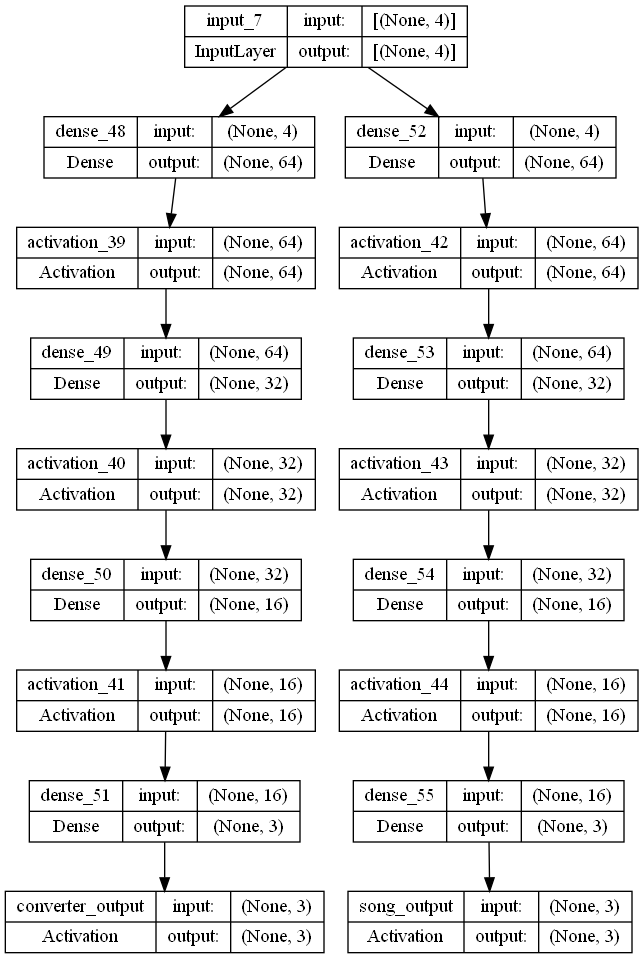 input_7 input: [(None, 4)]
InputLayer output: [(None, 4)]
dense_48 input: (None, 4)
Dense output: (None, 64)
dense_52 input: (None, 4)
Dense output: (None, 64)
activation_39 input: (None, 64)
Activation output: (None, 64)
activation_42 input: (None, 64)
Activation output: (None, 64)
dense_49 input: (None, 64)
Dense output: (None, 32)
dense_53 input: (None, 64)
Dense output: (None, 32)
activation_40 input: (None, 32)
Activation output: (None, 32)
activation_43 input: (None, 32)
Activation output: (None, 32)
dense_50 input: (None, 32)
Dense output: (None, 16)
dense_54 input: (None, 32)
Dense output: (None, 16)
activation_41 input: (None, 16)
Activation output: (None, 16)
activation_44 input: (None, 16)
Activation output: (None, 16)
dense_51 input: (None, 16)
Dense output: (None, 3)
dense_55 input: (None, 16)
Dense output: (None, 3)
converter_output input: (None, 3)
Activation output: (None, 3)
song_output input: (None, 3)
Activation output: (None, 3)